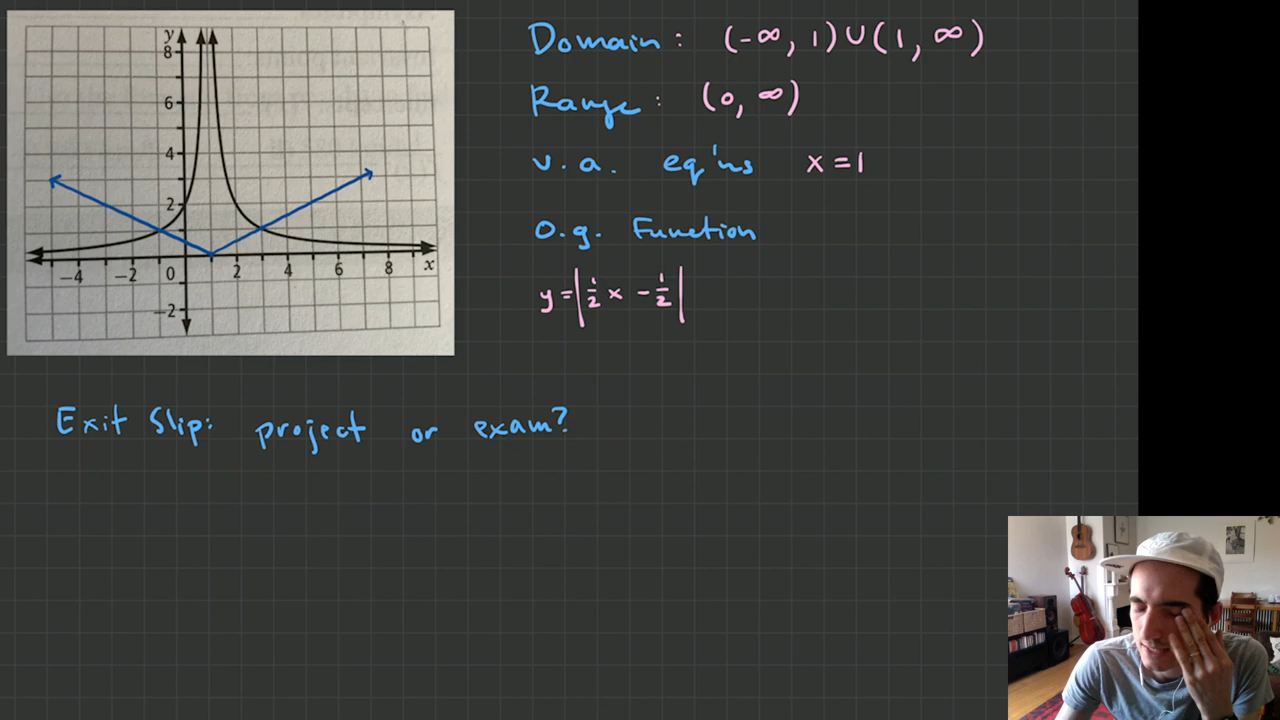 Domain: (-∞, 1) ∪ (1, ∞)
Range: (0, ∞)
v.a. eq'ns x = 1
o.g. Function
y = |1/2 x - 1/2|
y
8
6
4
2
-4 -2 0 2 4 6 8 x
-2
Exit Slip: project or exam?